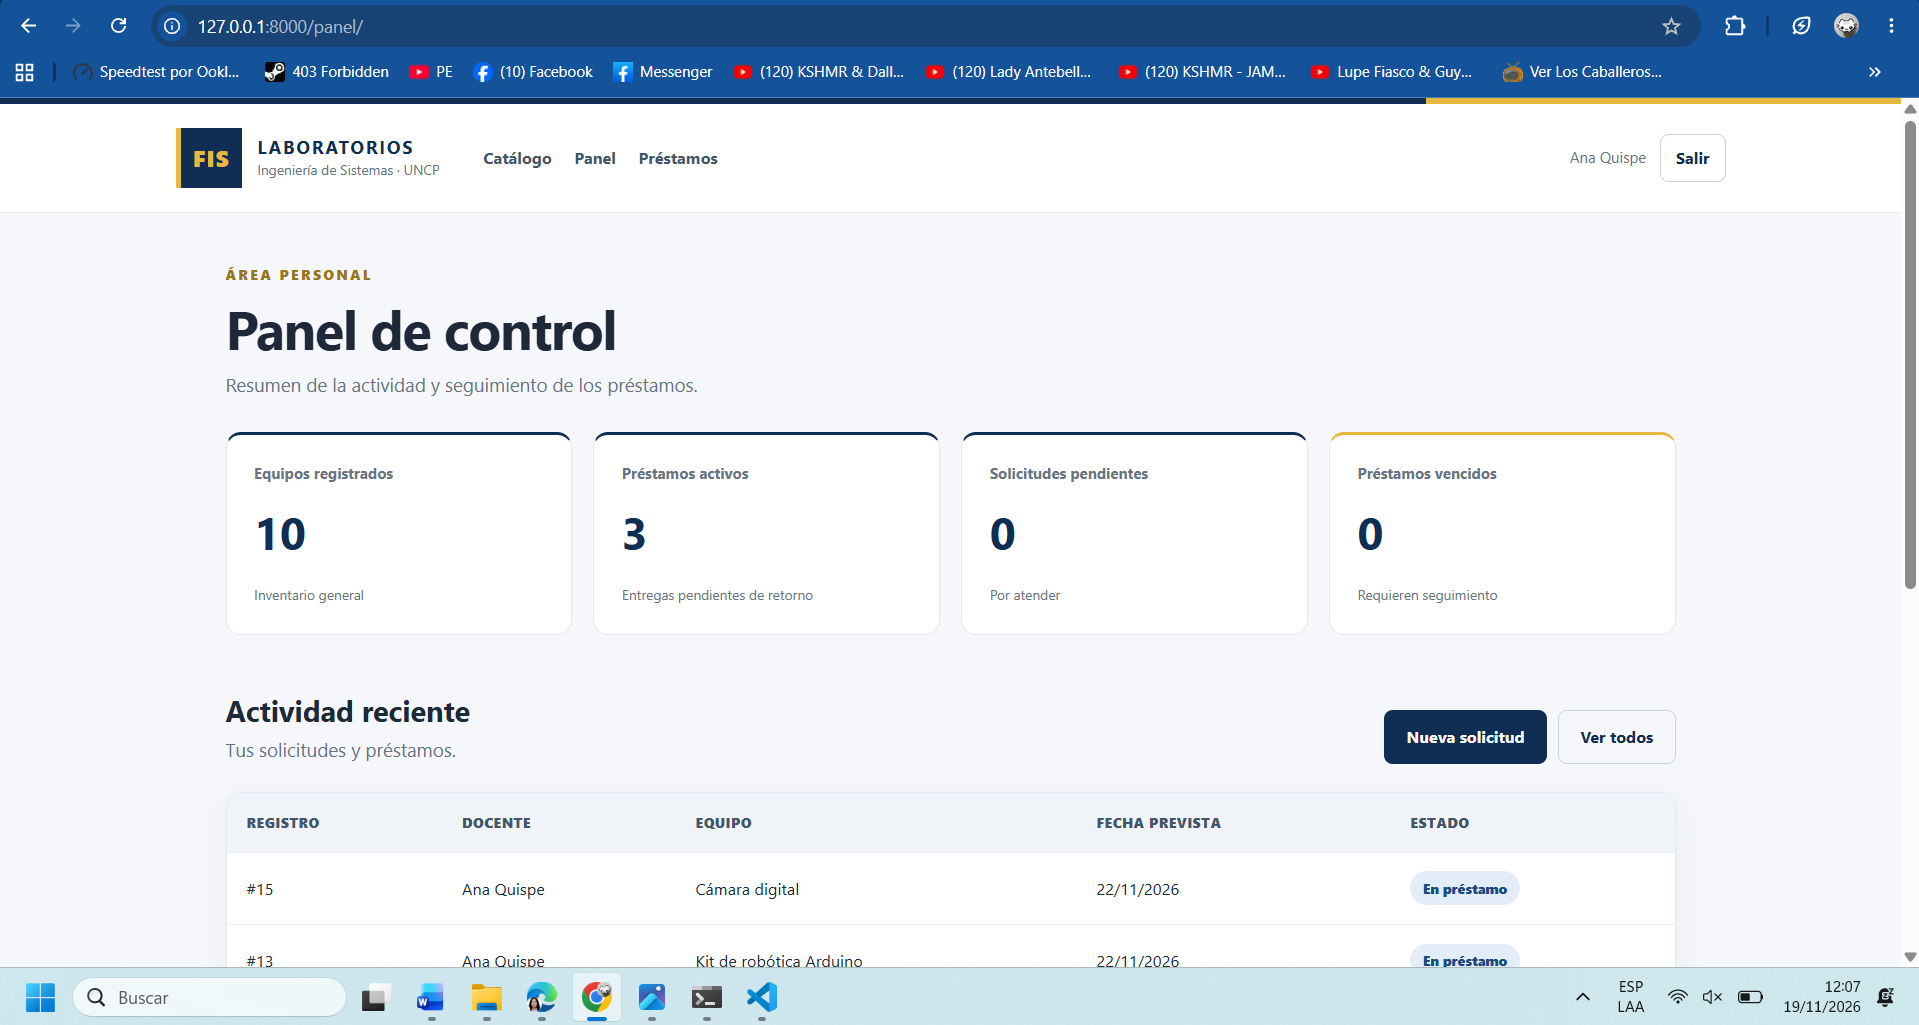 127.0.0.1:8000/panel/
Speedtest por Ookl...
403 Forbidden
PE
(10) Facebook
Messenger
(120) KSHMR & Dall...
(120) Lady Antebell...
(120) KSHMR - JAM...
Lupe Fiasco & Guy...
Ver Los Caballeros...
FIS
LABORATORIOS
Ingeniería de Sistemas · UNCP
Catálogo
Panel
Préstamos
Ana Quispe
Salir
ÁREA PERSONAL
Panel de control
Resumen de la actividad y seguimiento de los préstamos.
Equipos registrados
10
Inventario general
Préstamos activos
3
Entregas pendientes de retorno
Solicitudes pendientes
0
Por atender
Préstamos vencidos
0
Requieren seguimiento
Actividad reciente
Tus solicitudes y préstamos.
Nueva solicitud
Ver todos
REGISTRO DOCENTE EQUIPO FECHA PREVISTA ESTADO
#15 Ana Quispe Cámara digital 22/11/2026 En préstamo
#13 Ana Quispe Kit de robótica Arduino 22/11/2026 En préstamo
Buscar
ESP
LAA
12:07
19/11/2026